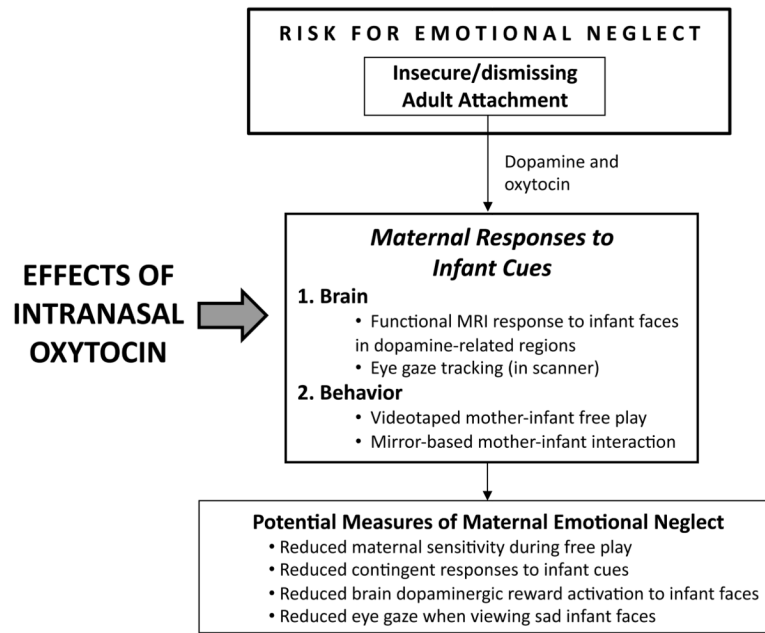 RISK FOR EMOTIONAL NEGLECT
Insecure/dismissing
Adult Attachment
Dopamine and
oxytocin
EFFECTS OF
INTRANASAL
OXYTOCIN
Maternal Responses to
Infant Cues
1. Brain
• Functional MRI response to infant faces
in dopamine-related regions
• Eye gaze tracking (in scanner)
2. Behavior
• Videotaped mother-infant free play
• Mirror-based mother-infant interaction
Potential Measures of Maternal Emotional Neglect
• Reduced maternal sensitivity during free play
• Reduced contingent responses to infant cues
• Reduced brain dopaminergic reward activation to infant faces
• Reduced eye gaze when viewing sad infant faces